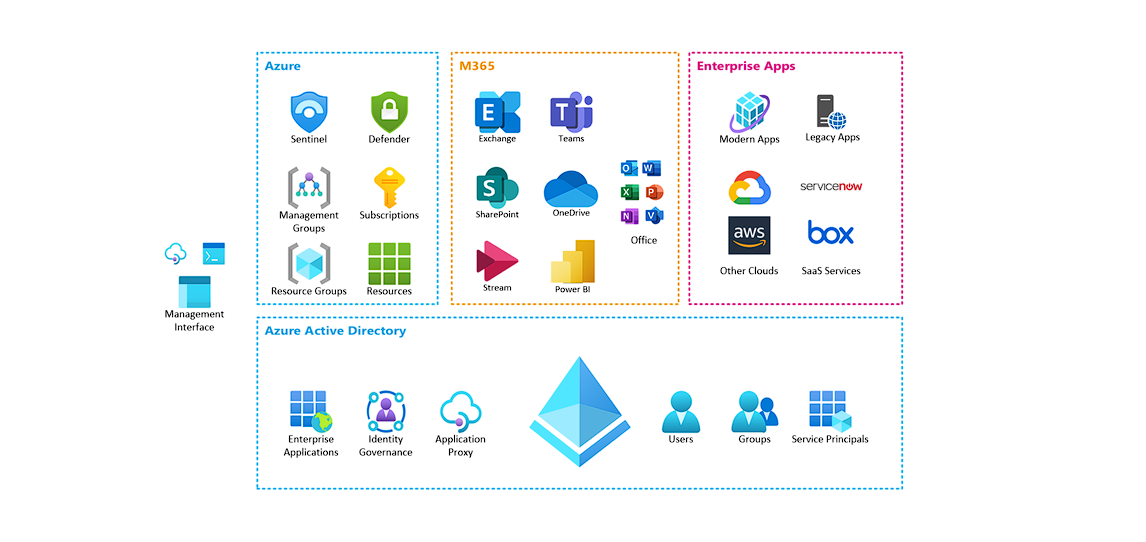 Azure
Sentinel
Defender
Management
Groups
Subscriptions
Resource Groups
Resources
M365
E
Exchange
T
Teams
S
SharePoint
OneDrive
O W
X P
N V
Office
Stream
Power BI
Enterprise Apps
Modern Apps
Legacy Apps
servicenow
aws
box
Other Clouds
SaaS Services
Management
Interface
Azure Active Directory
Enterprise
Applications
Identity
Governance
Application
Proxy
Users
Groups
Service Principals